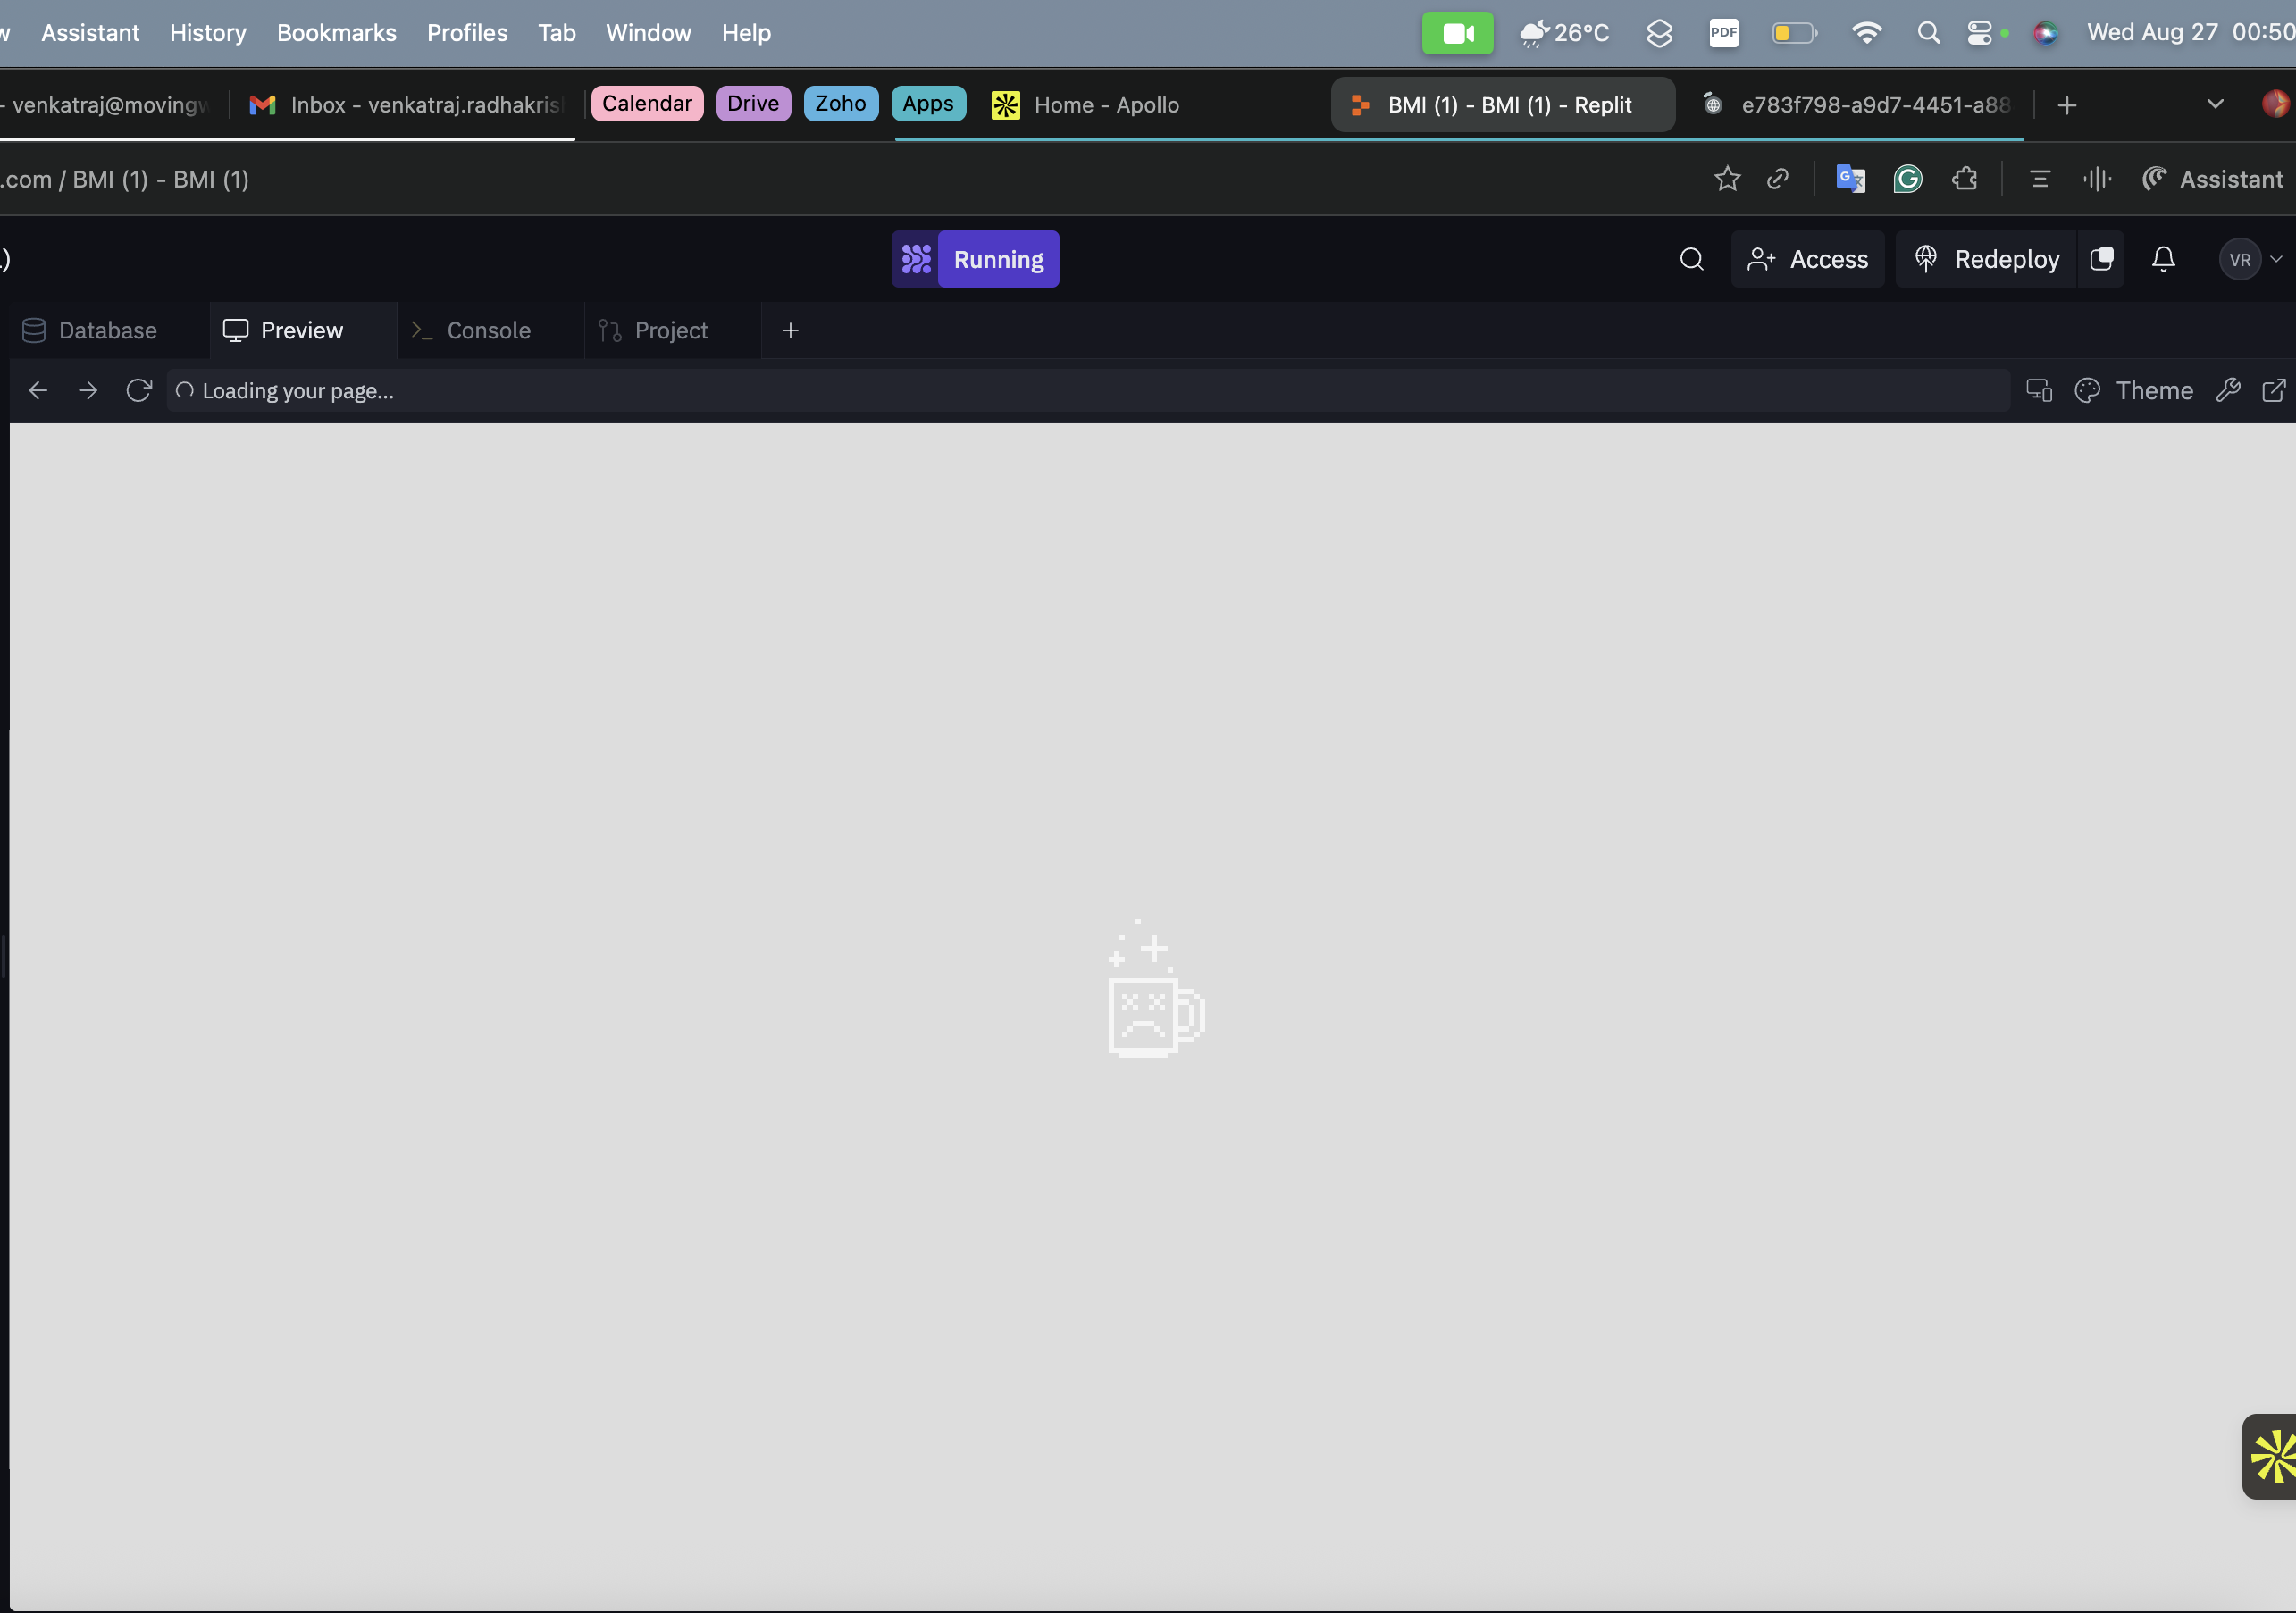 Assistant History Bookmarks Profiles Tab Window Help PDF 26°C Wed Aug 27 00:50
- venkatraj@movingw Inbox - venkatraj.radhakris Calendar Drive Zoho Apps Home - Apollo BMI (1) - BMI (1) - Replit e783f798-a9d7-4451-a88
.com / BMI (1) - BMI (1) Assistant
.) Running Access Redeploy VR
Database Preview Console Project
Loading your page... Theme